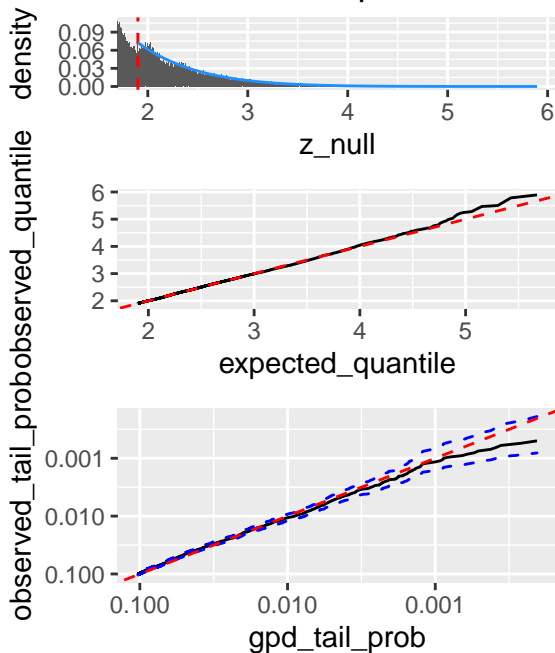 density
0.09
0.06
0.03
0.00
2 3 4 5 6
z_null
observed_quantile
6
5
4
3
2
2 3 4 5
expected_quantile
observed_tail_prob
0.001
0.010
0.100
0.100 0.010 0.001
gpd_tail_prob